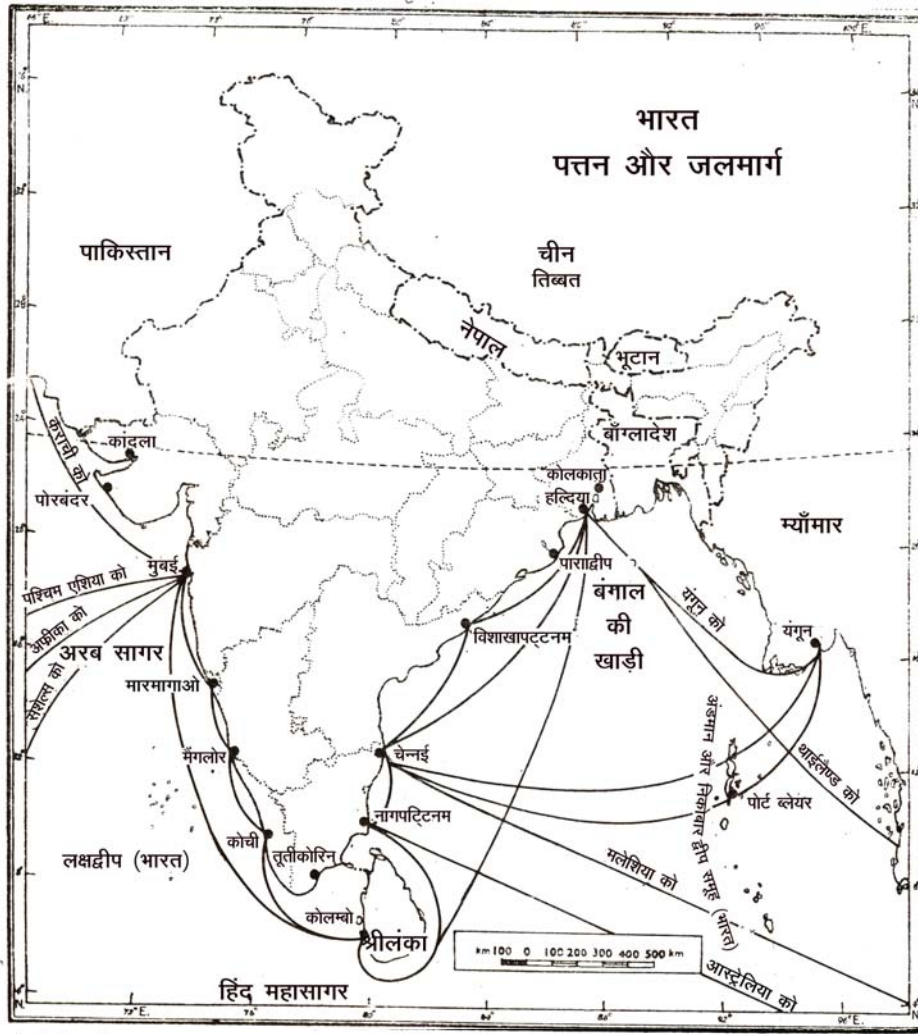 भारत
पत्तन और जलमार्ग
पाकिस्तान
चीन
तिब्बत
नेपाल
भूटान
बाँग्लादेश
कराची को
कांदला
पोरबंदर
कोलकाता
हल्दिया
म्याँमार
मुबंई
पश्चिम एशिया को
अफ्रीका को
सेशेल्स को
अरब सागर
पाराद्वीप
बंगाल
की
खाड़ी
विशाखापट्टनम
यंगून को
यंगून
मारमागाओ
मैंगलोर
चेन्नई
अंडमान और निकोबार द्वीप समूह (भारत)
थाईलैण्ड को
पोर्ट ब्लेयर
नागपट्टिनम
कोची
तूतीकोरिन
लक्षद्वीप (भारत)
मलेशिया को
कोलम्बो
श्रीलंका
km 100 0 100 200 300 400 500 km
आस्ट्रेलिया को
हिंद महासागर